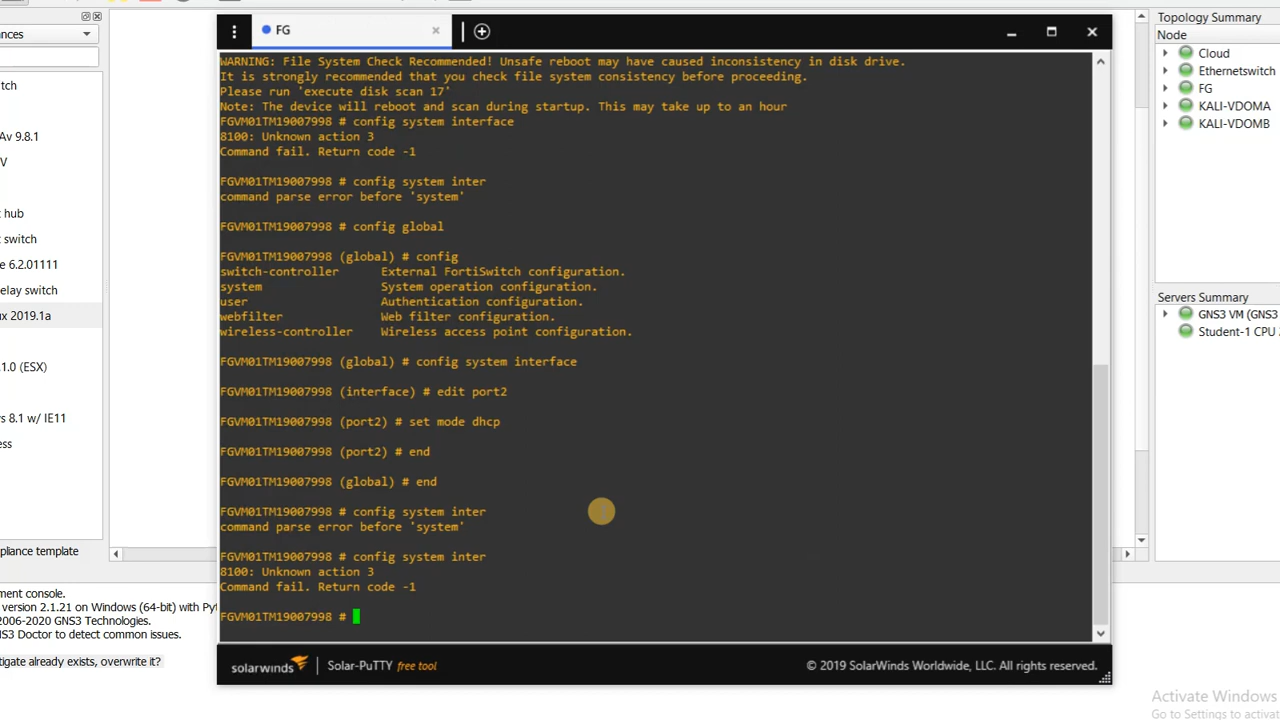 ances
tch
Av 9.8.1
V
hub
switch
e 6.2.01111
elay switch
ux 2019.1a
1.0 (ESX)
s 8.1 w/ IE11
ess
pliance template
ment console.
version 2.1.21 on Windows (64-bit) with Py
2006-2020 GNS3 Technologies.
NS3 Doctor to detect common issues.
tigate already exists, overwrite it?
FG
WARNING: File System Check Recommended! Unsafe reboot may have caused inconsistency in disk drive.
It is strongly recommended that you check file system consistency before proceeding.
Please run 'execute disk scan 17'
Note: The device will reboot and scan during startup. This may take up to an hour
FGVM01TM19007998 # config system interface
8100: Unknown action 3
Command fail. Return code -1
FGVM01TM19007998 # config system inter
command parse error before 'system'
FGVM01TM19007998 # config global
FGVM01TM19007998 (global) # config
switch-controller External FortiSwitch configuration.
system System operation configuration.
user Authentication configuration.
webfilter Web filter configuration.
wireless-controller Wireless access point configuration.
FGVM01TM19007998 (global) # config system interface
FGVM01TM19007998 (interface) # edit port2
FGVM01TM19007998 (port2) # set mode dhcp
FGVM01TM19007998 (port2) # end
FGVM01TM19007998 (global) # end
FGVM01TM19007998 # config system inter
command parse error before 'system'
FGVM01TM19007998 # config system inter
8100: Unknown action 3
Command fail. Return code -1
FGVM01TM19007998 #
solarwinds Solar-PuTTY free tool
© 2019 SolarWinds Worldwide, LLC. All rights reserved.
Topology Summary
Node
Cloud
Ethernetswitch
FG
KALI-VDOMA
KALI-VDOMB
Servers Summary
GNS3 VM (GNS3
Student-1 CPU
Activate Windows
Go to Settings to activat